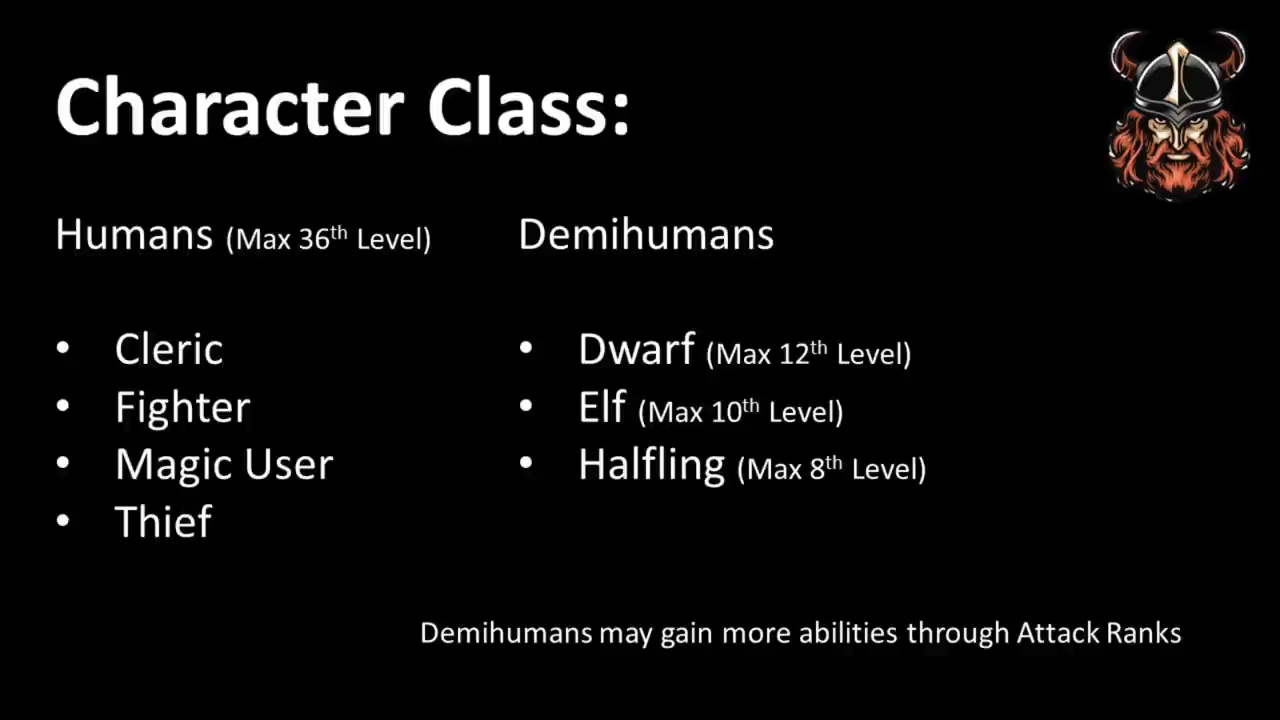 Character Class:
Humans (Max 36th Level)
Demihumans
• Cleric
• Fighter
• Magic User
• Thief
• Dwarf (Max 12th Level)
• Elf (Max 10th Level)
• Halfling (Max 8th Level)
Demihumans may gain more abilities through Attack Ranks